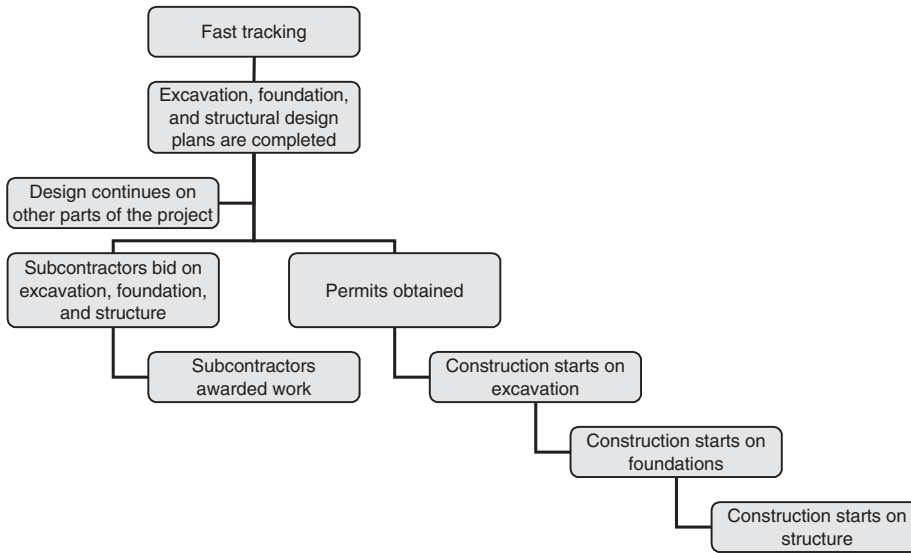 Fast tracking
Excavation, foundation,
and structural design
plans are completed
Design continues on
other parts of the project
Subcontractors bid on
excavation, foundation,
and structure
Permits obtained
Subcontractors
awarded work
Construction starts on
excavation
Construction starts on
foundations
Construction starts on
structure